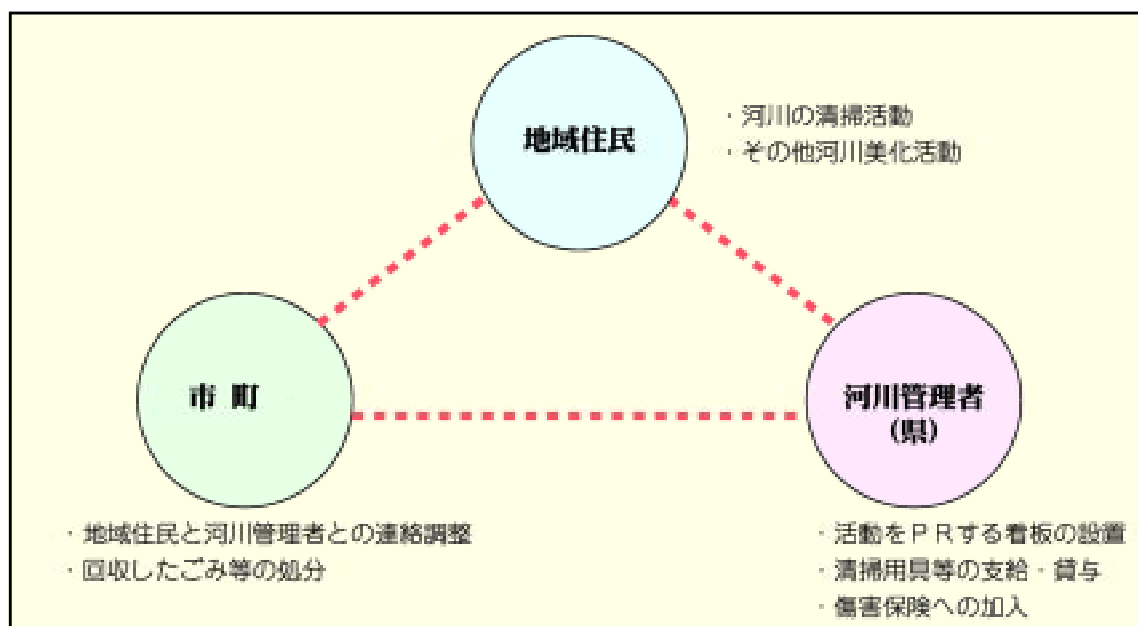 地域住民
・河川の清掃活動
・その他河川美化活動
市 町
河川管理者
（県）
・地域住民と河川管理者との連絡調整
・回収したごみ等の処分
・活動をＰＲする看板の設置
・清掃用具等の支給・貸与
・傷害保険への加入